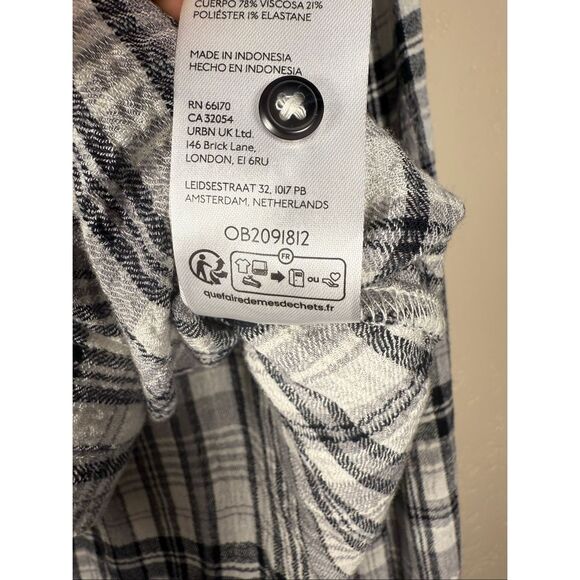 CUERPO 78% VISCOSA 21%
POLIÉSTER 1% ELASTANE
MADE IN INDONESIA
HECHO EN INDONESIA
RN 66170
CA 32054
URBN UK Ltd.
146 Brick Lane,
LONDON, E1 6RU
LEIDSESTRAAT 32, 1017 PB
AMSTERDAM, NETHERLANDS
OB2091812
FR
ou
quefairedemesdechets.fr